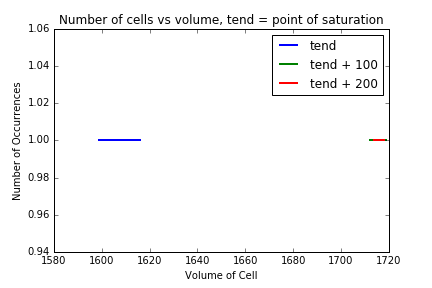 Number of cells vs volume, tend = point of saturation
1.06
1.04
1.02
1.00
0.98
0.96
0.94
Number of Occurrences
tend
tend + 100
tend + 200
1580
1600
1620
1640
1660
1680
1700
1720
Volume of Cell